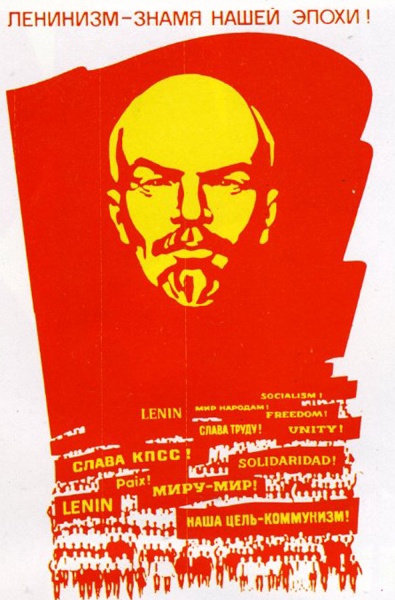 ЛЕНИНИЗМ–ЗНАМЯ НАШЕЙ ЭПОХИ!
SOCIALISM!
МИР НАРОДАМ!
LENIN
FREEDOM!
СЛАВА ТРУДУ!
UNITY!
СЛАВА КПСС!
SOLIDARIDAD!
Paix!
МИРУ-МИР!
LENIN
НАША ЦЕЛЬ-КОММУНИЗМ!